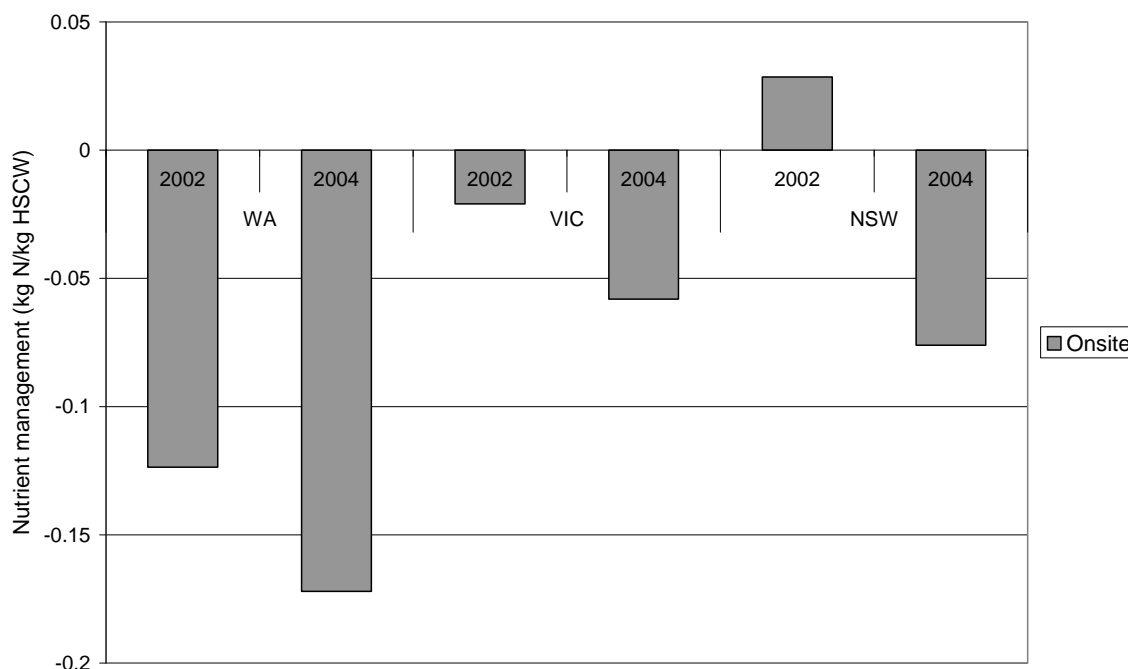 0.05
0
-0.05
-0.1
-0.15
-0.2
Nutrient management (kg N/kg HSCW)
2002 2004 2002 2004 2002 2004
WA VIC NSW
Onsite